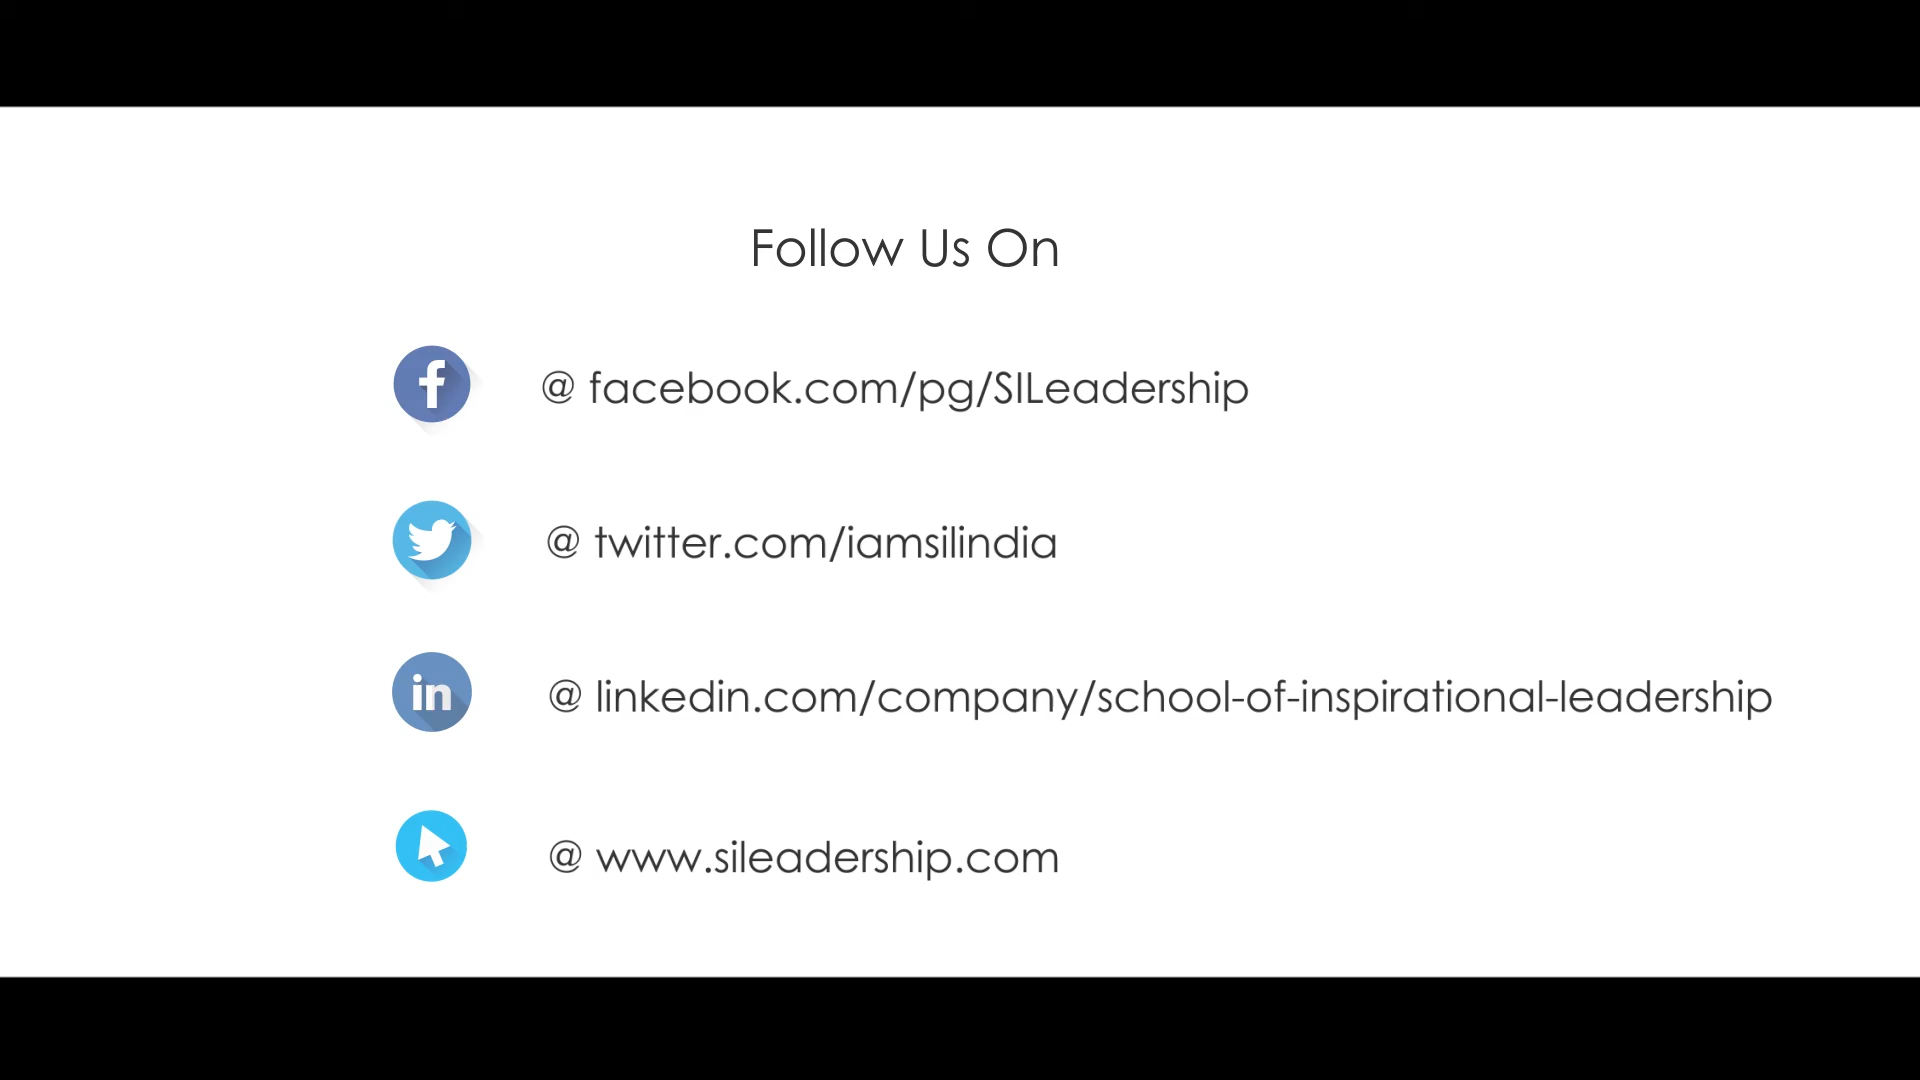 Follow Us On
@ facebook.com/pg/SILeadership
@ twitter.com/iamsilindia
in @ linkedin.com/company/school-of-inspirational-leadership
@ www.sileadership.com